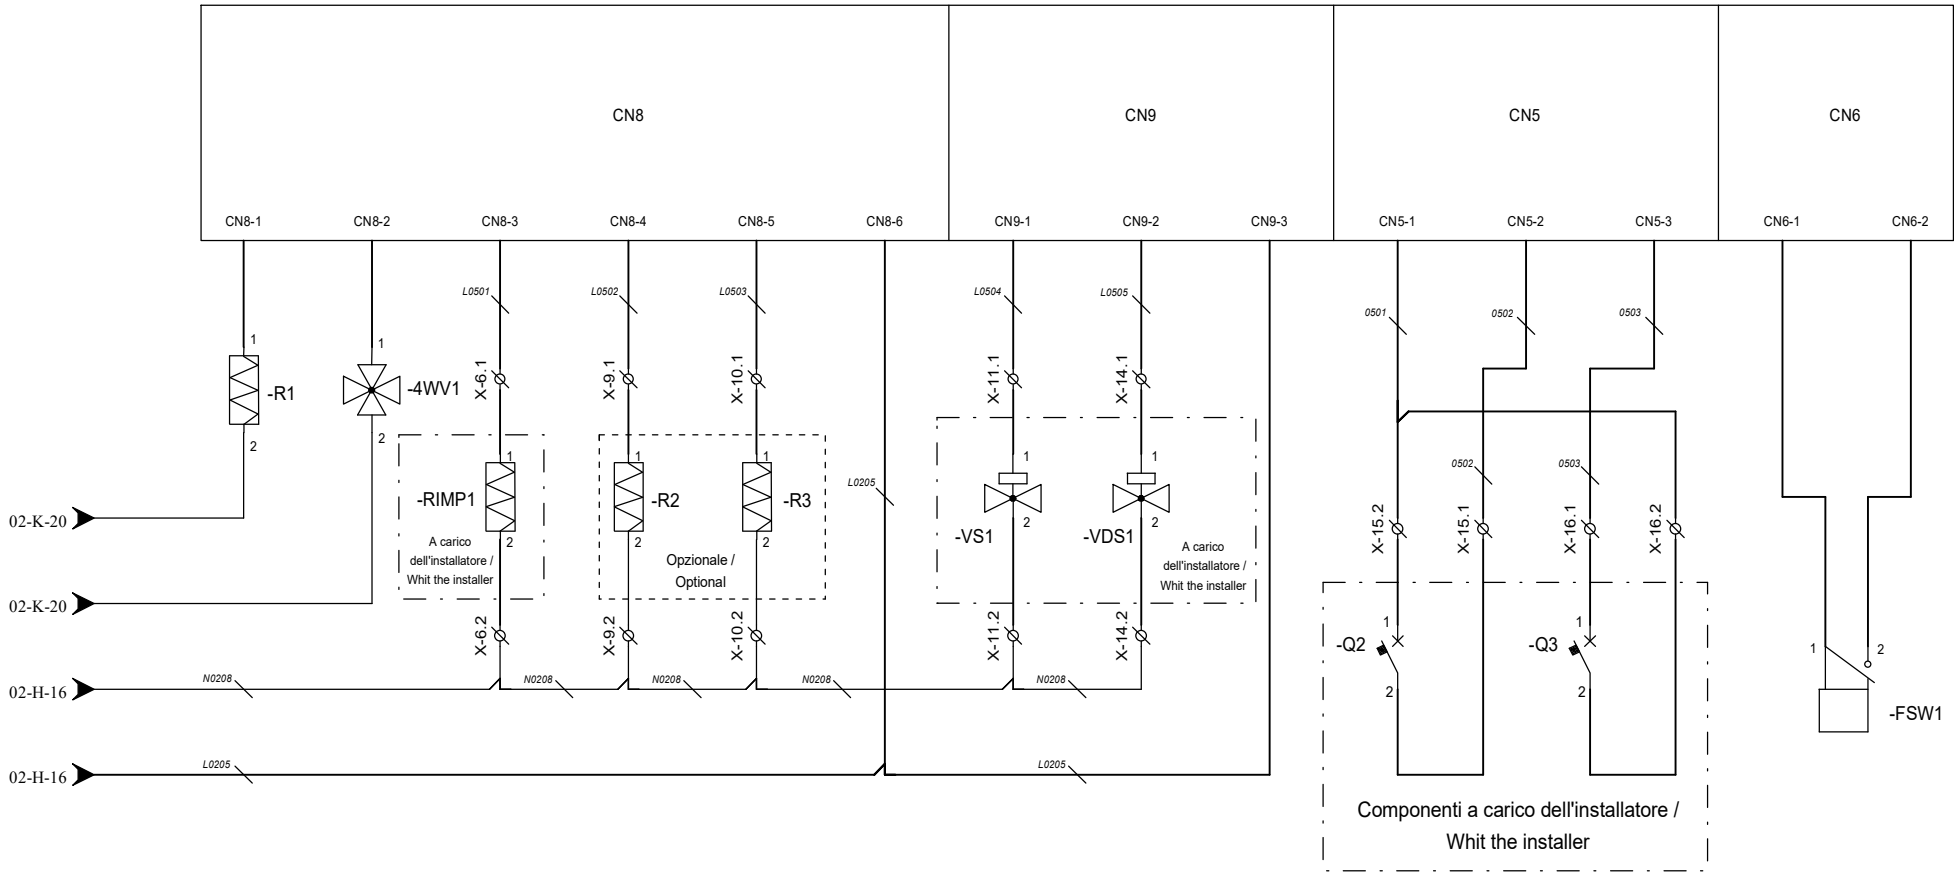 CN8
CN9
CN5
CN6
CN8-1
CN8-2
CN8-3
CN8-4
CN8-5
CN8-6
CN9-1
CN9-2
CN9-3
CN5-1
CN5-2
CN5-3
CN6-1
CN6-2
L0501
L0502
L0503
L0504
L0505
0501
0502
0503
1
1
X-6.1
X-9.1
X-10.1
X-11.1
X-14.1
-R1
-4WV1
2
2
1
1
1
1
1
0502
0503
-RIMP1
-R2
-R3
L0205
2
2
2
2
2
-VS1
-VDS1
X-15.2
X-15.1
X-16.1
X-16.2
02-K-20
A carico
dell'installatore /
Whit the installer
Opzionale /
Optional
A carico
dell'installatore /
Whit the installer
02-K-20
X-6.2
X-9.2
X-10.2
X-11.2
X-14.2
1
-Q2
2
1
-Q3
2
1
2
-FSW1
02-H-16
N0208
N0208
N0208
N0208
N0208
02-H-16
L0205
L0205
Componenti a carico dell'installatore /
Whit the installer